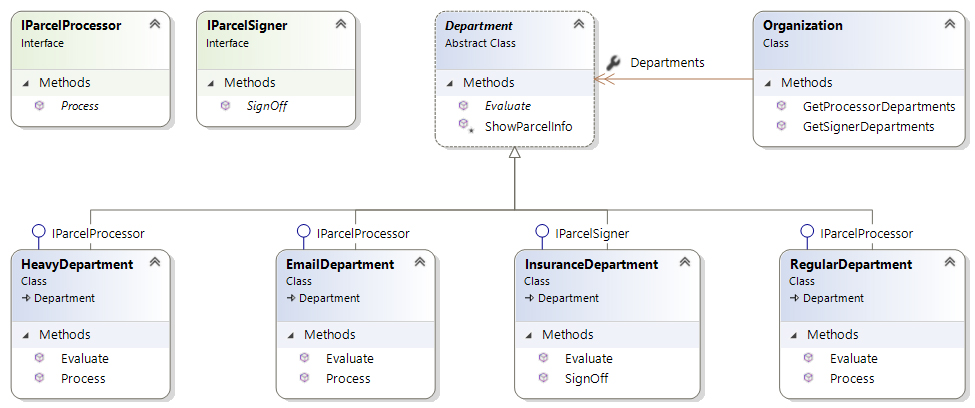 IParcelProcessor
Interface
Methods
Process
IParcelSigner
Interface
Methods
SignOff
Department
Abstract Class
Methods
Evaluate
ShowParcelInfo
Departments
Organization
Class
Methods
GetProcessorDepartments
GetSignerDepartments
IParcelProcessor
HeavyDepartment
Class
Department
Methods
Evaluate
Process
IParcelProcessor
EmailDepartment
Class
Department
Methods
Evaluate
Process
IParcelSigner
InsuranceDepartment
Class
Department
Methods
Evaluate
SignOff
IParcelProcessor
RegularDepartment
Class
Department
Methods
Evaluate
Process